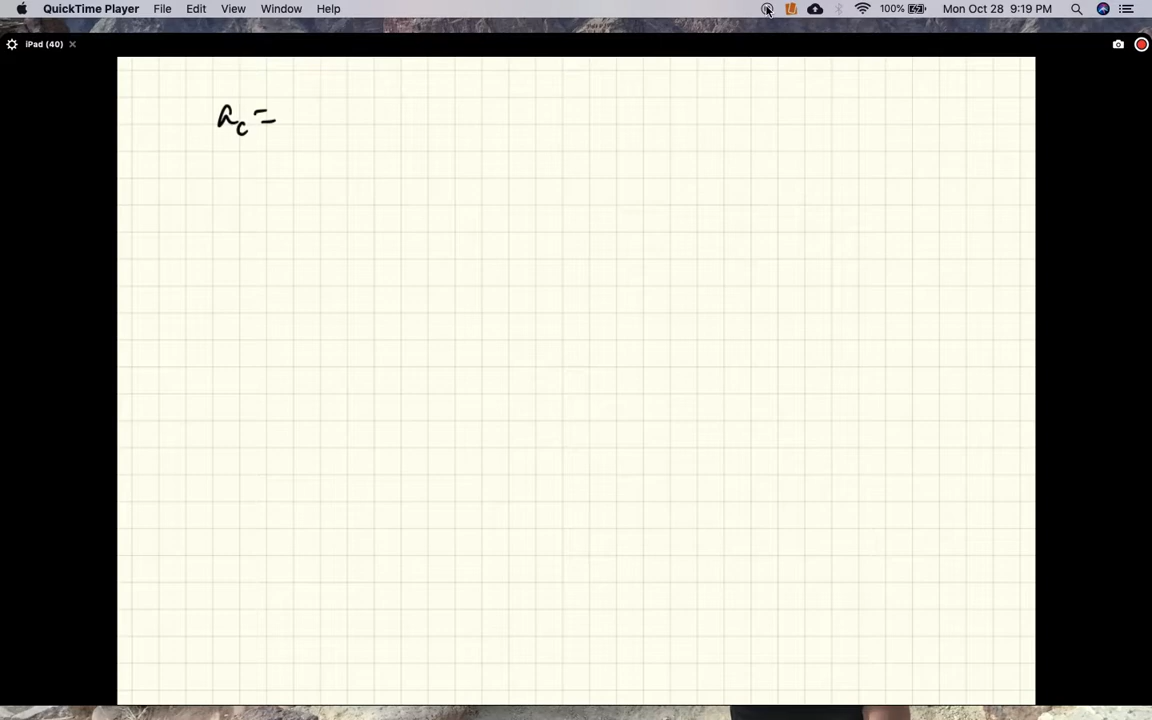 QuickTime Player File Edit View Window Help 100% Mon Oct 28 9:19 PM
iPad (40)
a_c =